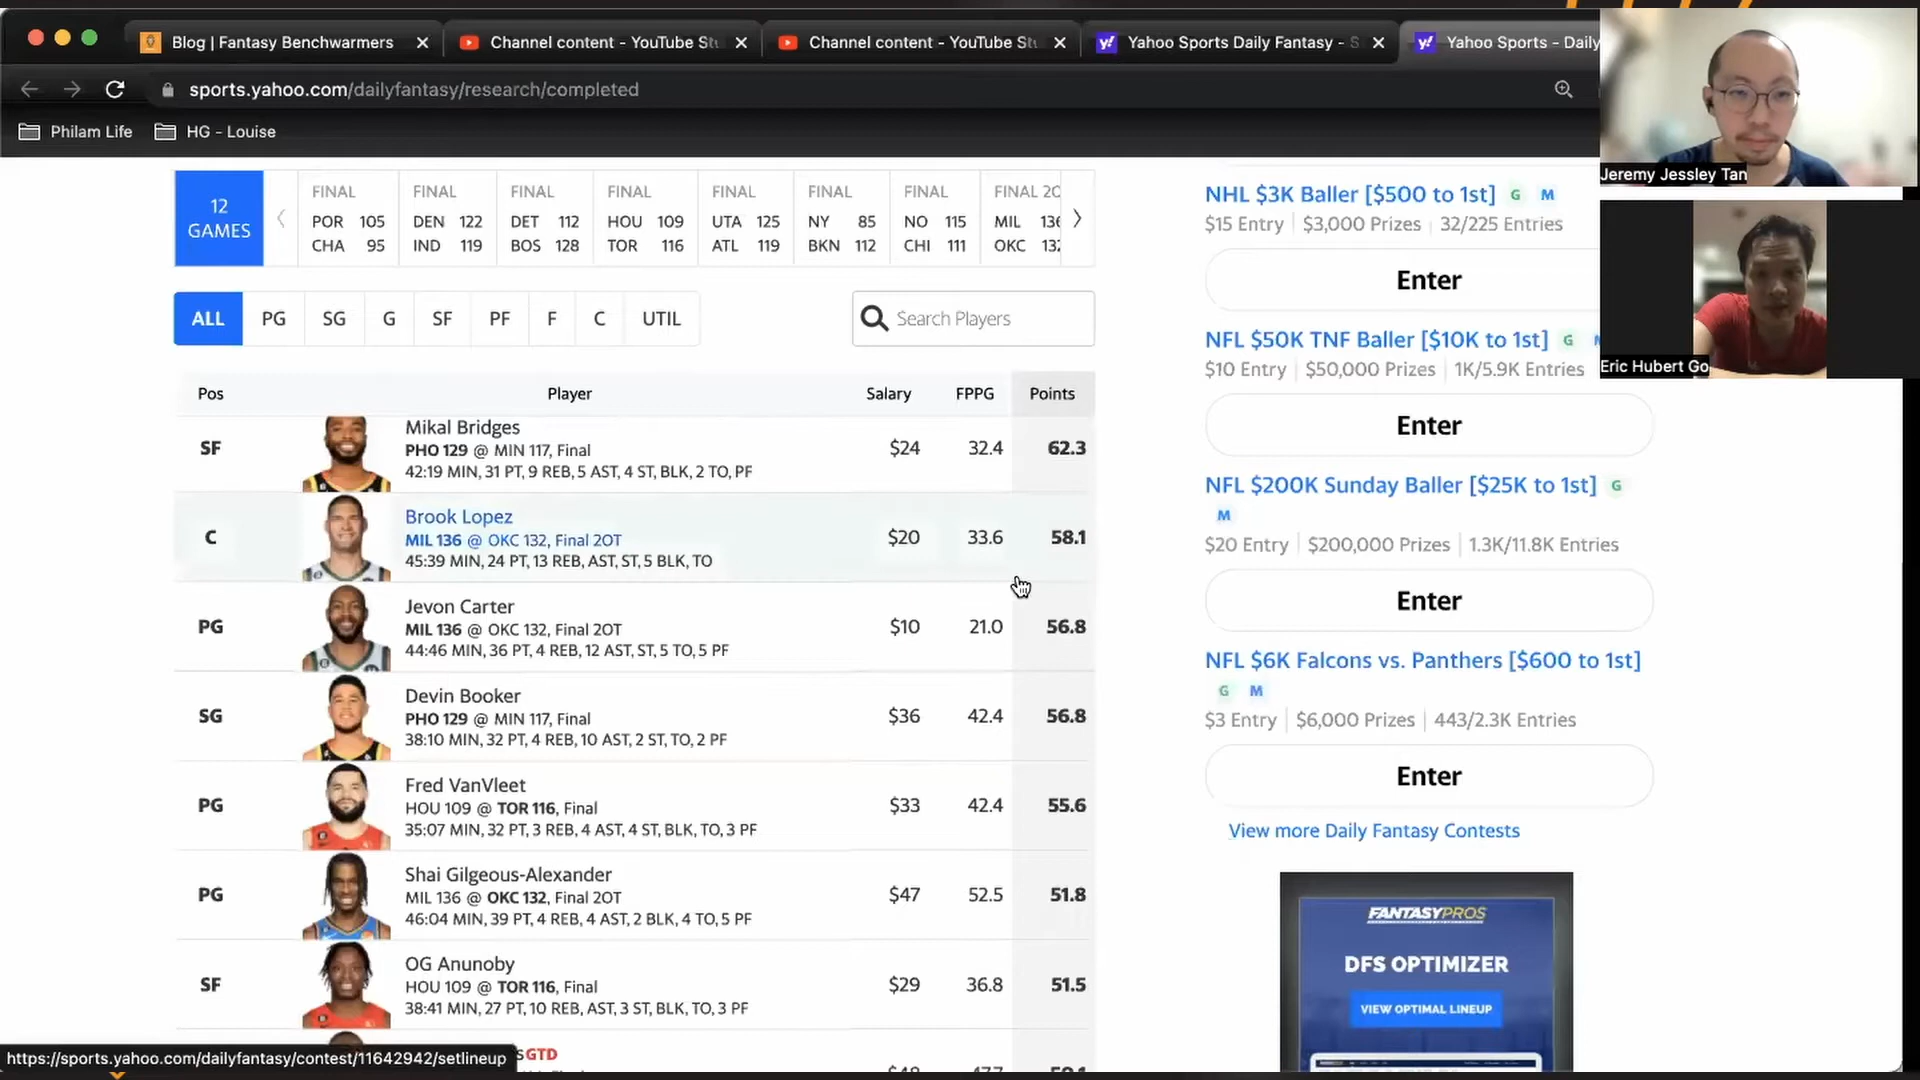 Blog | Fantasy Benchwarmers
Channel content - YouTube Stu
Channel content - YouTube Stu
Yahoo Sports Daily Fantasy - S
Yahoo Sports - Daily
sports.yahoo.com/dailyfantasy/research/completed
Philam Life
HG - Louise
Jeremy Jessley Tan
Eric Hubert Go
12
GAMES
FINAL
POR 105
CHA 95
FINAL
DEN 122
IND 119
FINAL
DET 112
BOS 128
FINAL
HOU 109
TOR 116
FINAL
UTA 125
ATL 119
FINAL
NY 85
BKN 112
FINAL
NO 115
CHI 111
FINAL 2O
MIL 136
OKC 132
ALL PG SG G SF PF F C UTIL
Search Players
Pos Player Salary FPPG Points
Mikal Bridges
SF PHO 129 @ MIN 117, Final $24 32.4 62.3
42:19 MIN, 31 PT, 9 REB, 5 AST, 4 ST, BLK, 2 TO, PF
Brook Lopez
C MIL 136 @ OKC 132, Final 2OT $20 33.6 58.1
45:39 MIN, 24 PT, 13 REB, AST, ST, 5 BLK, TO
Jevon Carter
PG MIL 136 @ OKC 132, Final 2OT $10 21.0 56.8
44:46 MIN, 36 PT, 4 REB, 12 AST, ST, 5 TO, 5 PF
Devin Booker
SG PHO 129 @ MIN 117, Final $36 42.4 56.8
38:10 MIN, 32 PT, 4 REB, 10 AST, 2 ST, TO, 2 PF
Fred VanVleet
PG HOU 109 @ TOR 116, Final $33 42.4 55.6
35:07 MIN, 32 PT, 3 REB, 4 AST, 4 ST, BLK, TO, 3 PF
Shai Gilgeous-Alexander
PG MIL 136 @ OKC 132, Final 2OT $47 52.5 51.8
46:04 MIN, 39 PT, 4 REB, 4 AST, 2 BLK, 4 TO, 5 PF
OG Anunoby
SF HOU 109 @ TOR 116, Final $29 36.8 51.5
38:41 MIN, 27 PT, 10 REB, AST, 3 ST, BLK, TO, 3 PF
GTD
https://sports.yahoo.com/dailyfantasy/contest/11642942/setlineup
NHL $3K Baller [$500 to 1st] G M
$15 Entry | $3,000 Prizes | 32/225 Entries
Enter
NFL $50K TNF Baller [$10K to 1st] G
$10 Entry | $50,000 Prizes | 1K/5.9K Entries
Enter
NFL $200K Sunday Baller [$25K to 1st] G
M
$20 Entry | $200,000 Prizes | 1.3K/11.8K Entries
Enter
NFL $6K Falcons vs. Panthers [$600 to 1st]
G M
$3 Entry | $6,000 Prizes | 443/2.3K Entries
Enter
View more Daily Fantasy Contests
FANTASYPROS
DFS OPTIMIZER
VIEW OPTIMAL LINEUP